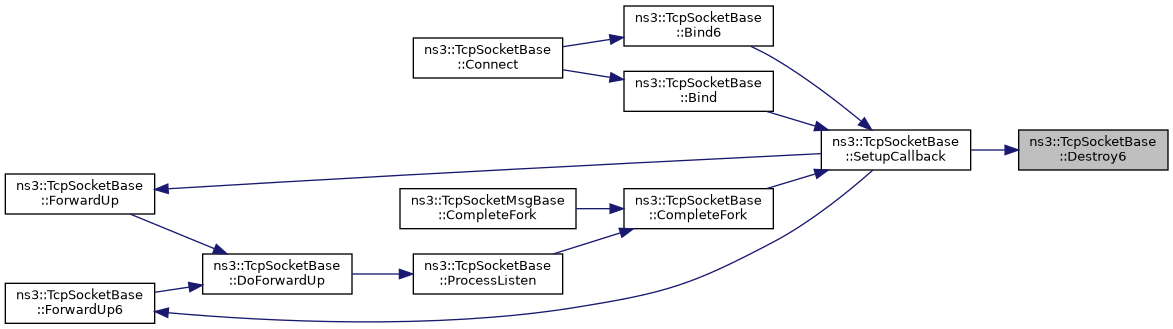 ns3::TcpSocketBase
::Bind6
ns3::TcpSocketBase
::Connect
ns3::TcpSocketBase
::Bind
ns3::TcpSocketBase
::SetupCallback
ns3::TcpSocketBase
::Destroy6
ns3::TcpSocketBase
::ForwardUp
ns3::TcpSocketMsgBase
::CompleteFork
ns3::TcpSocketBase
::CompleteFork
ns3::TcpSocketBase
::DoForwardUp
ns3::TcpSocketBase
::ProcessListen
ns3::TcpSocketBase
::ForwardUp6